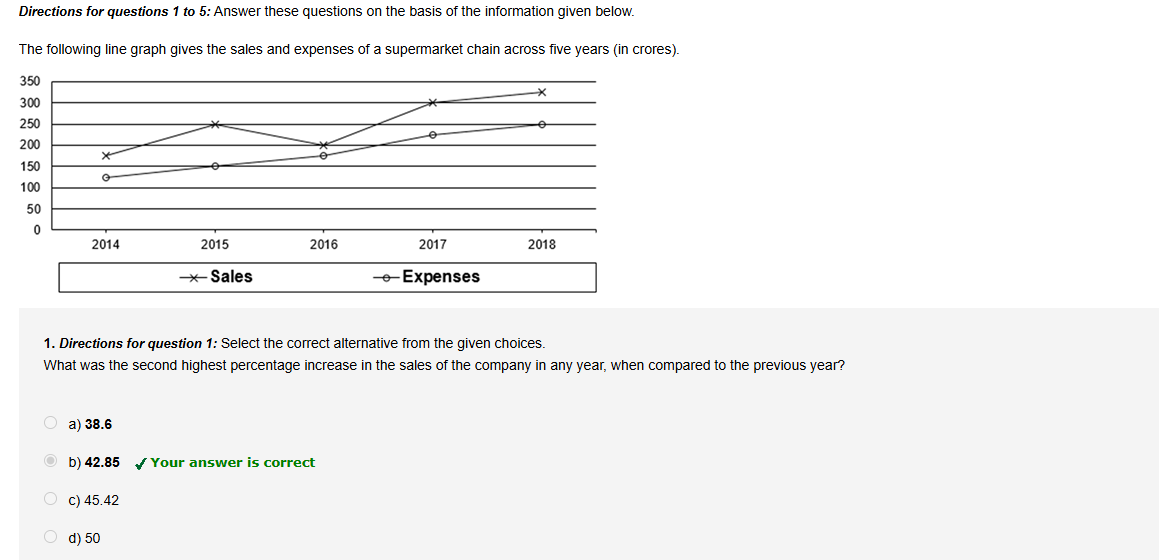 Directions for questions 1 to 5: Answer these questions on the basis of the information given below.
The following line graph gives the sales and expenses of a supermarket chain across five years (in crores).
350
300
250
200
150
100
50
0
2014 2015 2016 2017 2018
Sales Expenses
1. Directions for question 1: Select the correct alternative from the given choices.
What was the second highest percentage increase in the sales of the company in any year, when compared to the previous year?
a) 38.6
b) 42.85 ✓ Your answer is correct
c) 45.42
d) 50